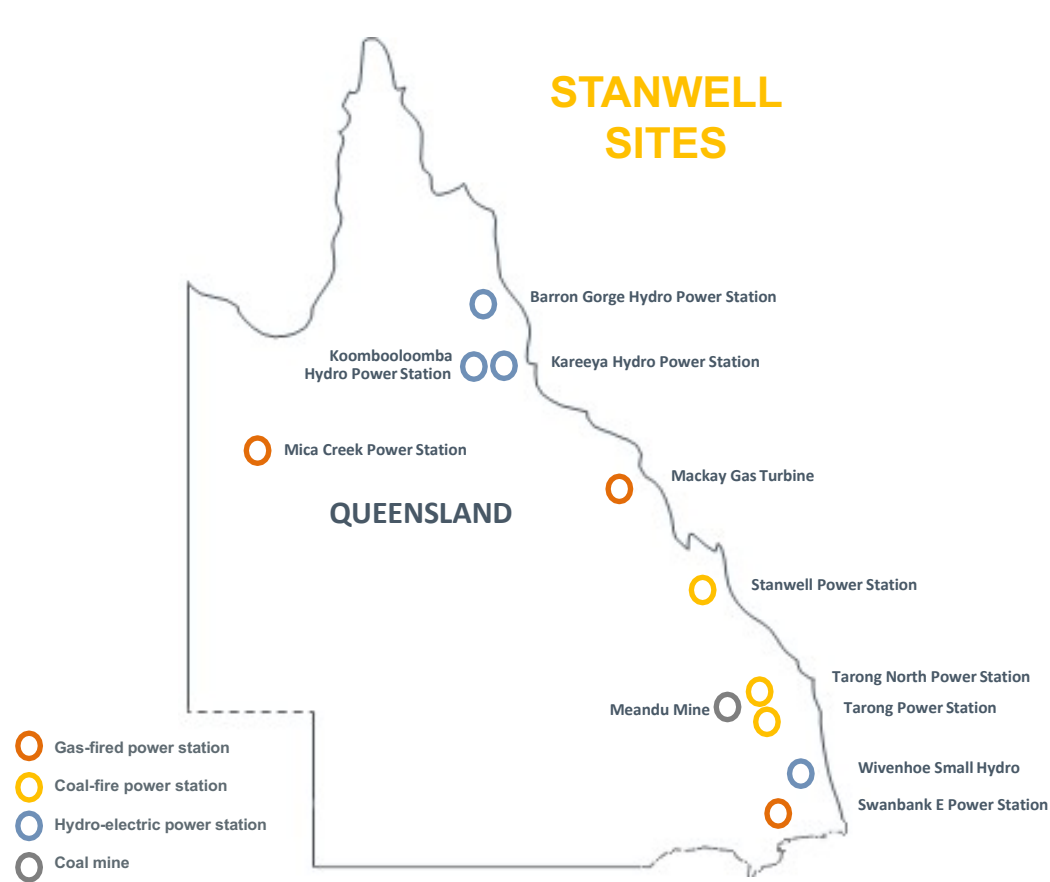 STANWELL
SITES
Barron Gorge Hydro Power Station
Koombooloomba
Hydro Power Station
Kareeya Hydro Power Station
Mica Creek Power Station
Mackay Gas Turbine
QUEENSLAND
Stanwell Power Station
Tarong North Power Station
Meandu Mine
Tarong Power Station
Gas-fired power station
Wivenhoe Small Hydro
Coal-fire power station
Swanbank E Power Station
Hydro-electric power station
Coal mine